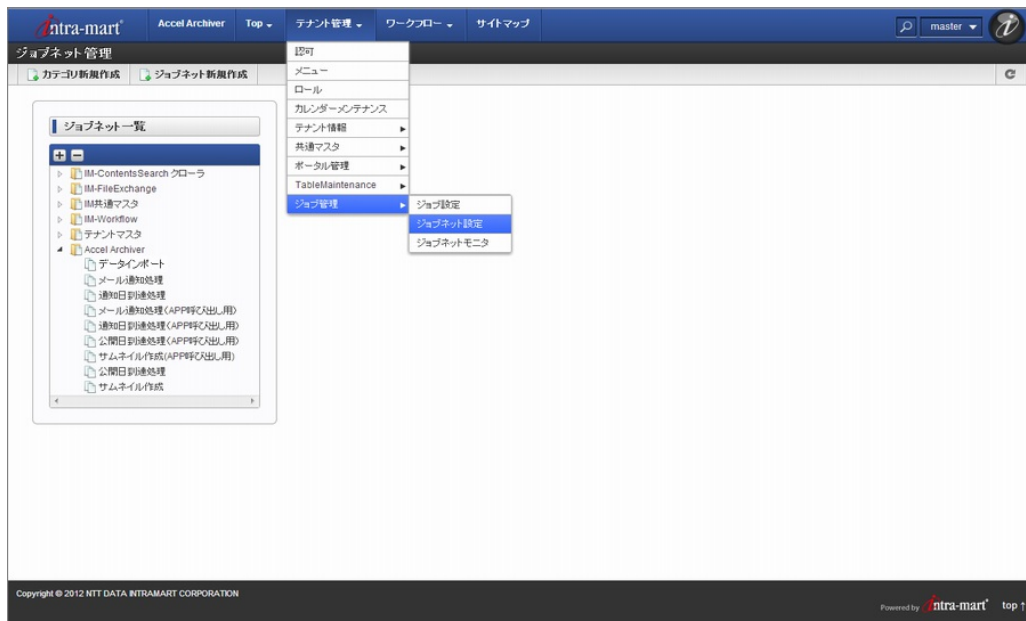 intra-mart Accel Archiver Top テナント管理 ワークフロー サイトマップ master
ジョブネット管理
カテゴリ新規作成 ジョブネット新規作成
認可
メニュー
ロール
カレンダーメンテナンス
テナント情報
共通マスタ
ポータル管理
TableMaintenance
ジョブ管理
ジョブ設定
ジョブネット設定
ジョブネットモニタ
ジョブネット一覧
IM-ContentsSearch クローラ
IM-FileExchange
IM共通マスタ
IM-Workflow
テナントマスタ
Accel Archiver
データインポート
メール通知処理
通知日到達処理
メール通知処理(APP呼び出し用)
通知日到達処理(APP呼び出し用)
公開日到達処理(APP呼び出し用)
サムネイル作成(APP呼び出し用)
公開日到達処理
サムネイル作成
Copyright © 2012 NTT DATA INTRAMART CORPORATION
Powered by intra-mart top ↑